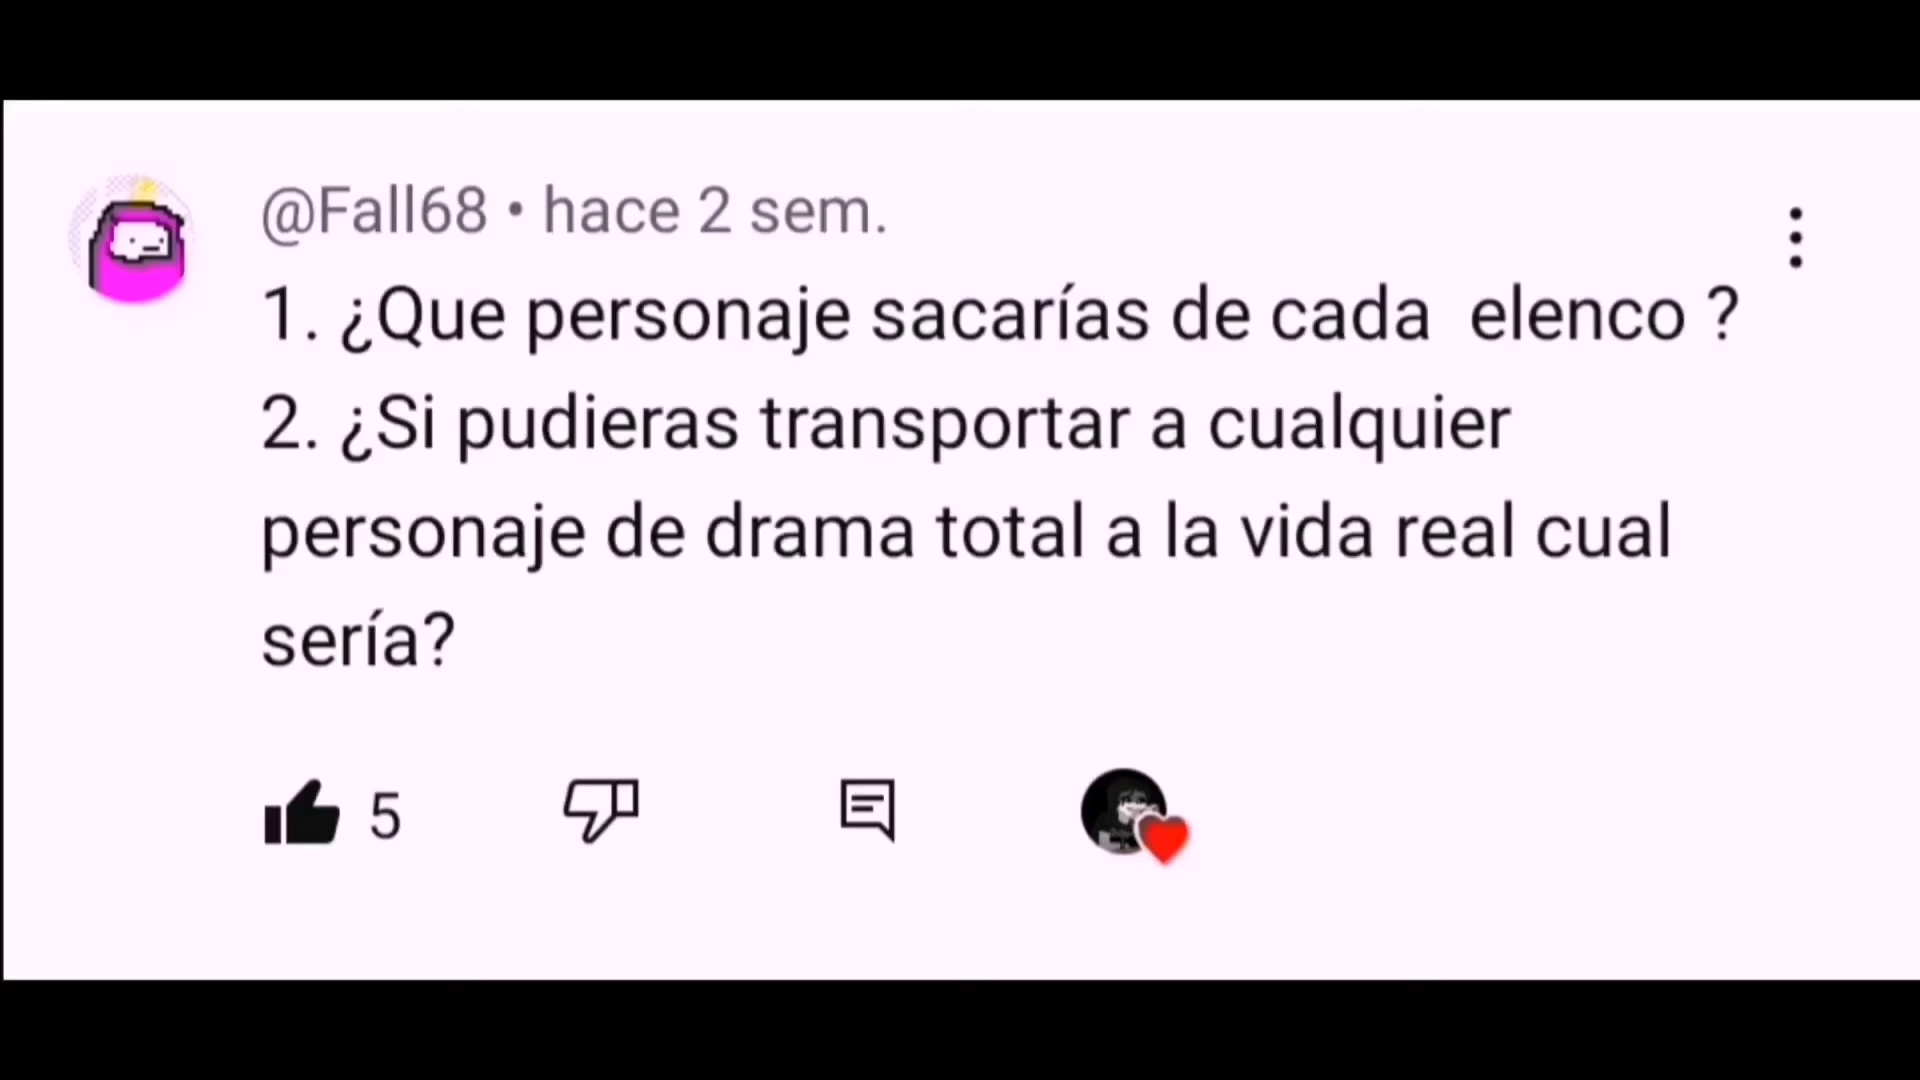 @Fall68 • hace 2 sem.
1. ¿Que personaje sacarías de cada elenco ?
2. ¿Si pudieras transportar a cualquier
personaje de drama total a la vida real cual
sería?
5